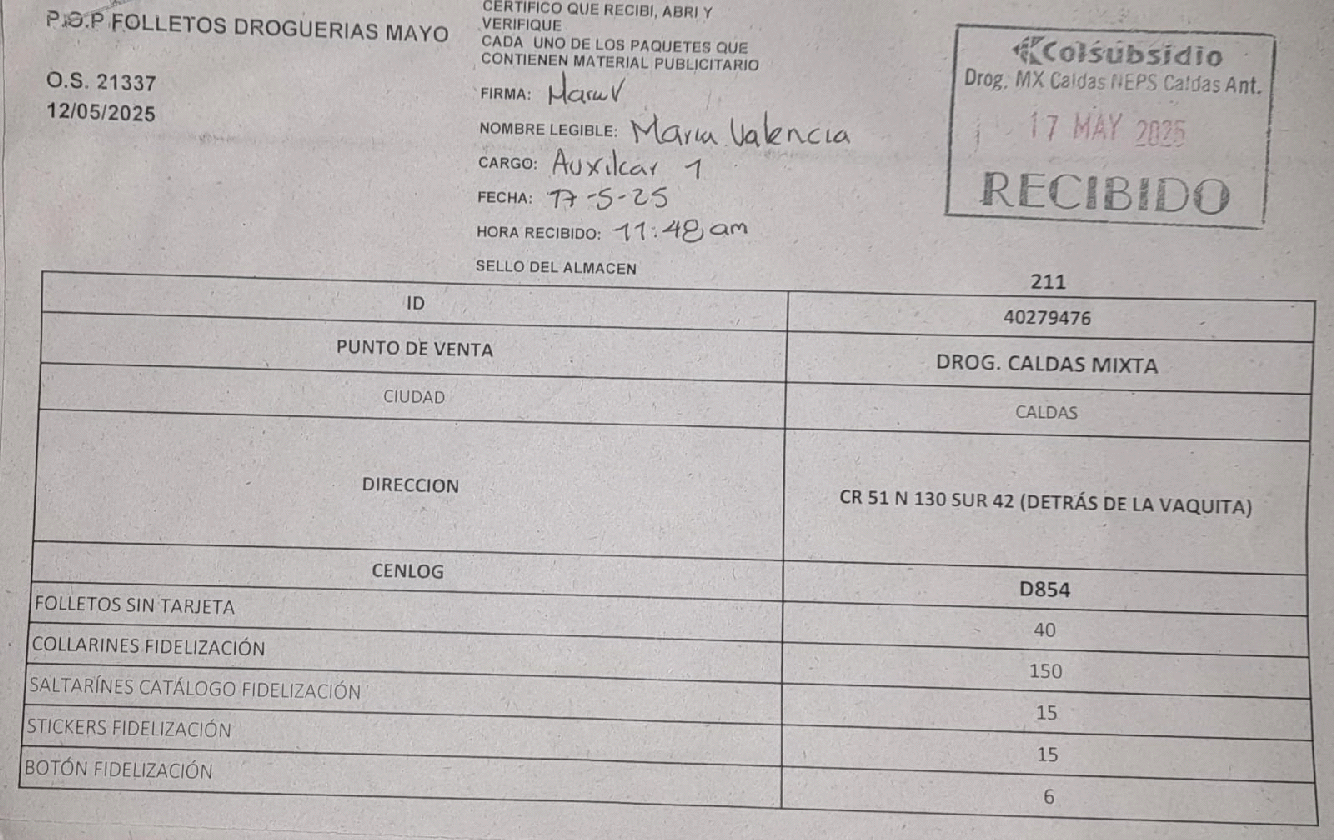 P.O.P FOLLETOS DROGUERIAS MAYO
O.S. 21337
12/05/2025
CERTIFICO QUE RECIBI, ABRI Y
VERIFIQUE
CADA UNO DE LOS PAQUETES QUE
CONTIENEN MATERIAL PUBLICITARIO
FIRMA: Maria V
NOMBRE LEGIBLE: Maria Valencia
CARGO: Auxilcar 1
FECHA: 17-5-25
HORA RECIBIDO: 11:48 am
SELLO DEL ALMACEN
Colsubsidio
Drog. MX Caldas NEPS Caldas Ant.
17 MAY 2025
RECIBIDO
211
ID 40279476
PUNTO DE VENTA DROG. CALDAS MIXTA
CIUDAD CALDAS
DIRECCION CR 51 N 130 SUR 42 (DETRÁS DE LA VAQUITA)
CENLOG D854
FOLLETOS SIN TARJETA 40
COLLARINES FIDELIZACIÓN 150
SALTARÍNES CATÁLOGO FIDELIZACIÓN 15
STICKERS FIDELIZACIÓN 15
BOTÓN FIDELIZACIÓN 6